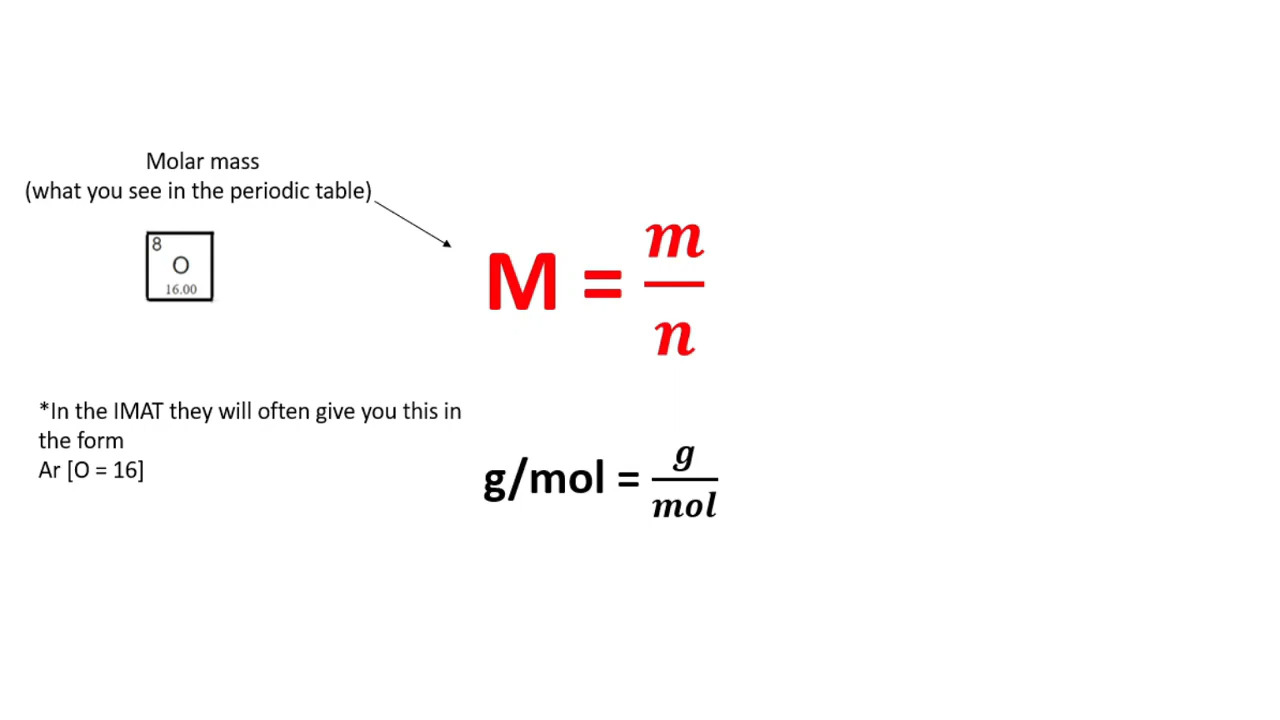 Molar mass
(what you see in the periodic table)
8
O
16.00
M = m/n
*In the IMAT they will often give you this in
the form
Ar [O = 16]
g/mol = g/mol